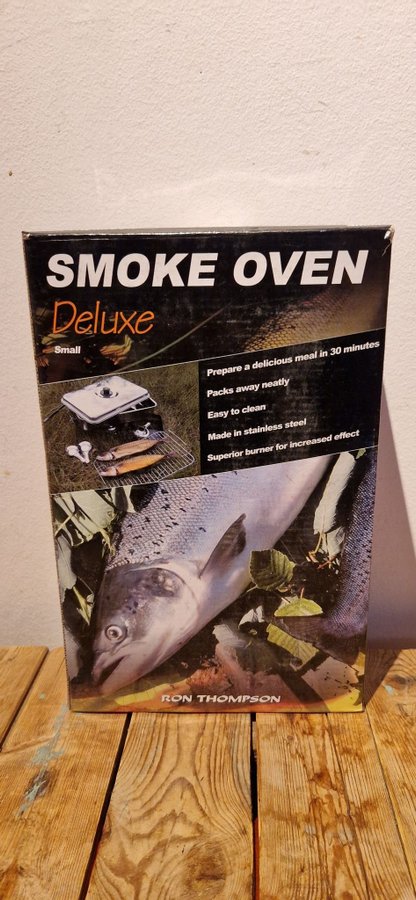 SMOKE OVEN
Deluxe
Small
Prepare a delicious meal in 30 minutes
Packs away neatly
Easy to clean
Made in stainless steel
Superior burner for increased effect
RON THOMPSON